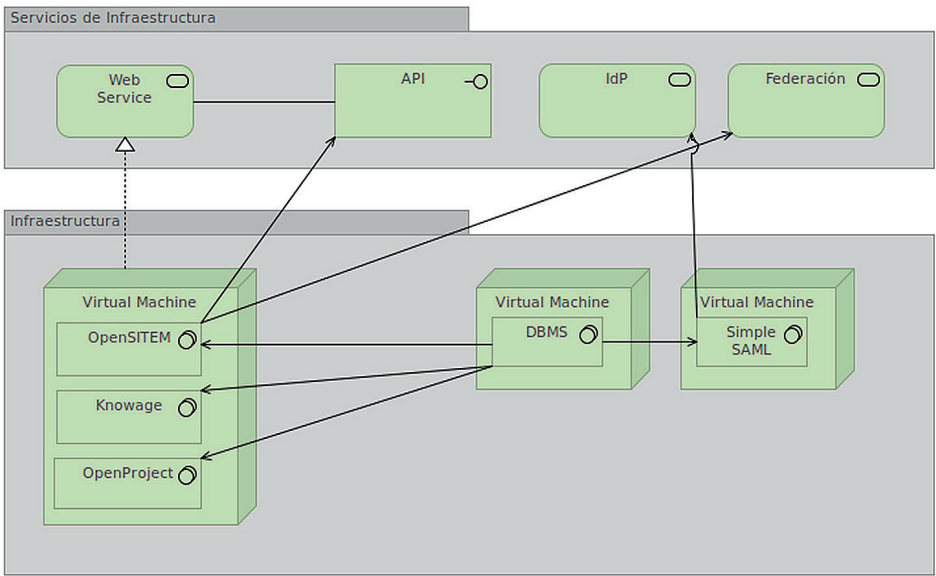 Servicios de Infraestructura
Web
Service
API
IdP
Federación
Infraestructura
Virtual Machine
OpenSITEM
Knowage
OpenProject
Virtual Machine
DBMS
Virtual Machine
Simple
SAML